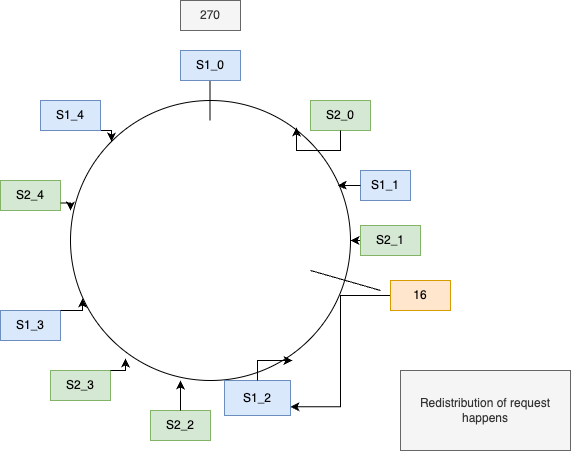 270
S1_0
S1_4
S2_0
S1_1
S2_4
S2_1
16
S1_3
S2_3
S1_2
S2_2
Redistribution of request
happens